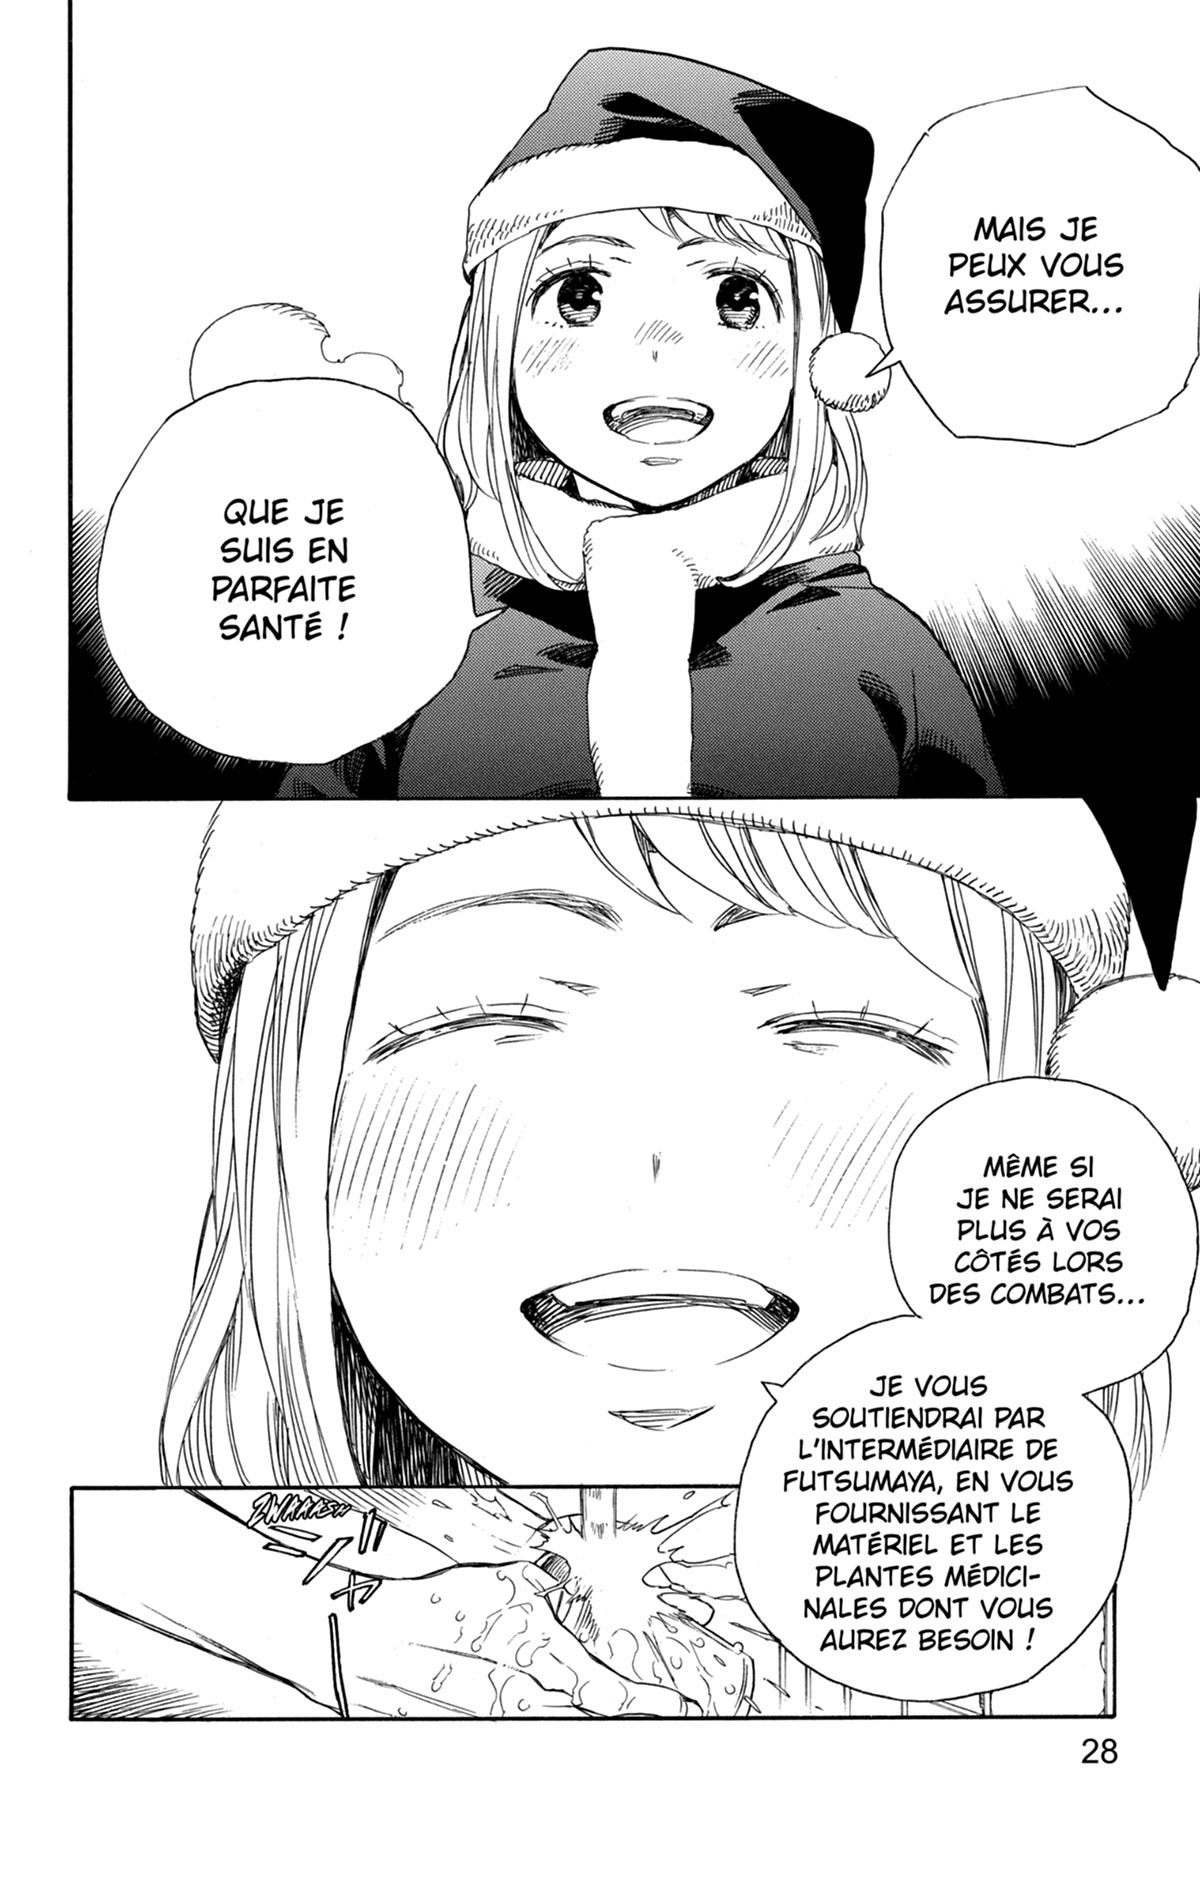 MAIS JE
PEUX VOUS
ASSURER...
QUE JE
SUIS EN
PARFAITE
SANTÉ !
MÊME SI
JE NE SERAI
PLUS À VOS
CÔTÉS LORS
DES COMBATS...
JE VOUS
SOUTIENDRAI PAR
L'INTERMÉDIAIRE DE
FUTSUMAYA, EN VOUS
FOURNISSANT LE
MATÉRIEL ET LES
PLANTES MÉDICI-
NALES DONT VOUS
AUREZ BESOIN !
ZWAAASH
28